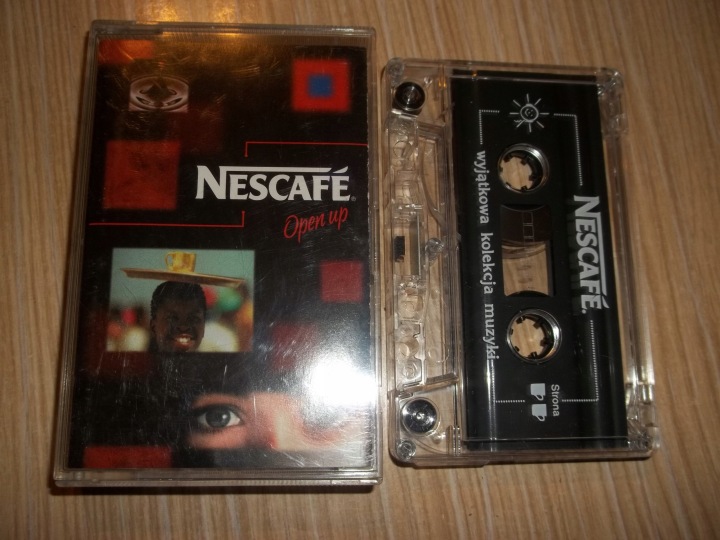 NESCAFÉ®
Open up
NESCAFÉ®
wyjątkowa kolekcja muzyki
Strona